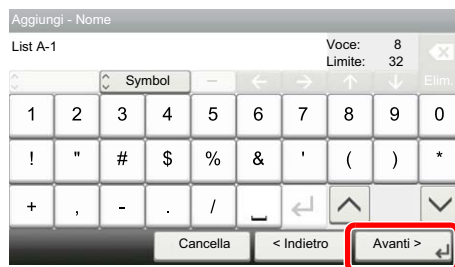 Aggiungi - Nome
List A-1 Voce: 8
Limite: 32
Symbol Elim.
1 2 3 4 5 6 7 8 9 0
! " # $ % & ' ( ) *
+ , - . / _
Cancella < Indietro Avanti >